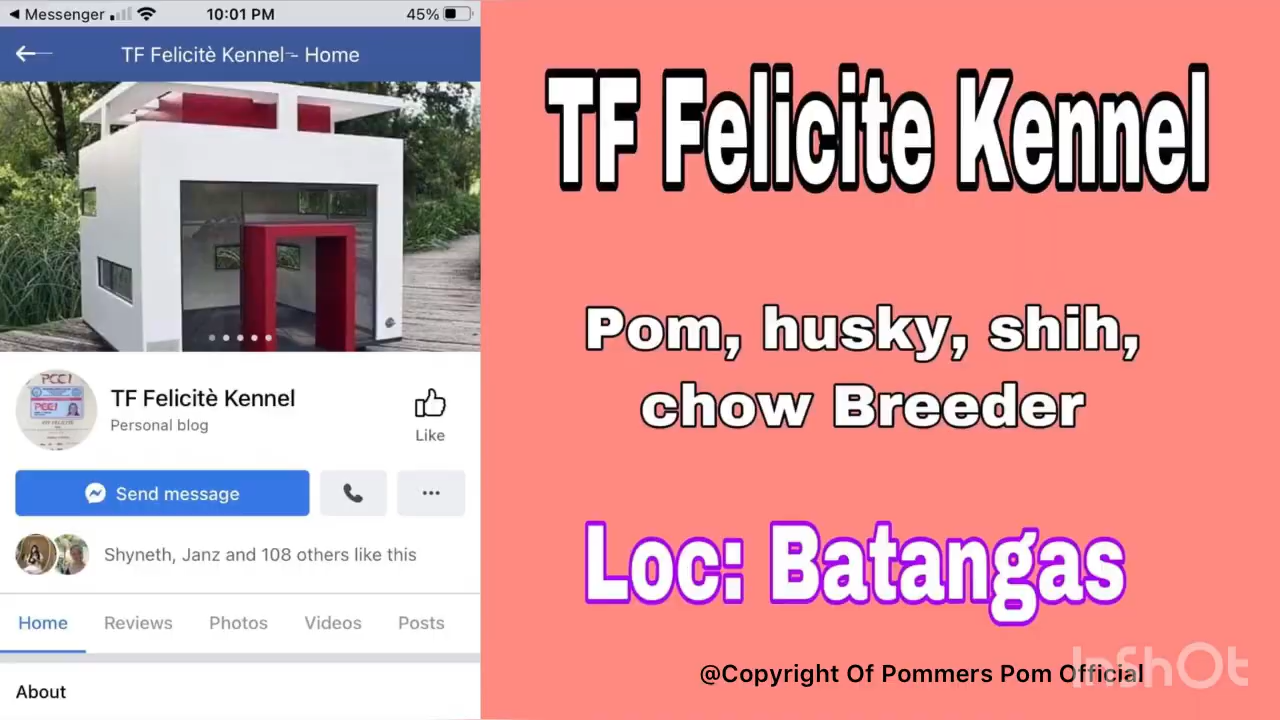 Messenger
10:01 PM
45%
TF Felicitè Kennel - Home
PCCI
PCCI
TF Felicitè Kennel
Personal blog
Like
Send message
Shyneth, Janz and 108 others like this
Home
Reviews
Photos
Videos
Posts
About
TF Felicite Kennel
Pom, husky, shih,
chow Breeder
Loc: Batangas
@Copyright Of Pommers Pom Official
InShOt